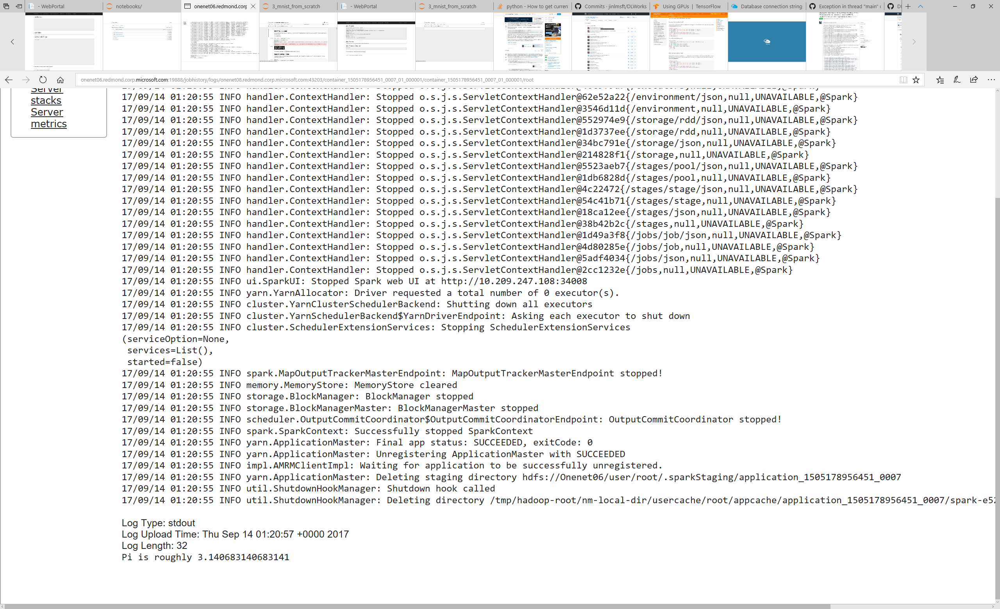 - WebPortal
notebooks/
onenet06.redmond.corp
3_mnist_from_scratch
- WebPortal
3_mnist_from_scratch
python - How to get curren
Commits · jinlmsft/DLWorks
Using GPUs | TensorFlow
Database connection string
Exception in thread "main"
onenet06.redmond.corp.microsoft.com:19888/jobhistory/logs/onenet08.redmond.corp.microsoft.com:43203/container_1505178956451_0007_01_000001/container_1505178956451_0007_01_000001/root
Server
stacks
Server
metrics
17/09/14 01:20:55 INFO handler.ContextHandler: Stopped o.s.j.s.ServletContextHandler@62e52a22{/environment/json,null,UNAVAILABLE,@Spark}
17/09/14 01:20:55 INFO handler.ContextHandler: Stopped o.s.j.s.ServletContextHandler@3546d11d{/environment,null,UNAVAILABLE,@Spark}
17/09/14 01:20:55 INFO handler.ContextHandler: Stopped o.s.j.s.ServletContextHandler@552974e9{/storage/rdd/json,null,UNAVAILABLE,@Spark}
17/09/14 01:20:55 INFO handler.ContextHandler: Stopped o.s.j.s.ServletContextHandler@1d3737ee{/storage/rdd,null,UNAVAILABLE,@Spark}
17/09/14 01:20:55 INFO handler.ContextHandler: Stopped o.s.j.s.ServletContextHandler@34bc791e{/storage/json,null,UNAVAILABLE,@Spark}
17/09/14 01:20:55 INFO handler.ContextHandler: Stopped o.s.j.s.ServletContextHandler@214828f1{/storage,null,UNAVAILABLE,@Spark}
17/09/14 01:20:55 INFO handler.ContextHandler: Stopped o.s.j.s.ServletContextHandler@5523aeb7{/stages/pool/json,null,UNAVAILABLE,@Spark}
17/09/14 01:20:55 INFO handler.ContextHandler: Stopped o.s.j.s.ServletContextHandler@1db6828d{/stages/pool,null,UNAVAILABLE,@Spark}
17/09/14 01:20:55 INFO handler.ContextHandler: Stopped o.s.j.s.ServletContextHandler@4c22472{/stages/stage/json,null,UNAVAILABLE,@Spark}
17/09/14 01:20:55 INFO handler.ContextHandler: Stopped o.s.j.s.ServletContextHandler@54c41b71{/stages/stage,null,UNAVAILABLE,@Spark}
17/09/14 01:20:55 INFO handler.ContextHandler: Stopped o.s.j.s.ServletContextHandler@18ca12ee{/stages/json,null,UNAVAILABLE,@Spark}
17/09/14 01:20:55 INFO handler.ContextHandler: Stopped o.s.j.s.ServletContextHandler@38b42b2c{/stages,null,UNAVAILABLE,@Spark}
17/09/14 01:20:55 INFO handler.ContextHandler: Stopped o.s.j.s.ServletContextHandler@1d49a3f8{/jobs/job/json,null,UNAVAILABLE,@Spark}
17/09/14 01:20:55 INFO handler.ContextHandler: Stopped o.s.j.s.ServletContextHandler@4d80285e{/jobs/job,null,UNAVAILABLE,@Spark}
17/09/14 01:20:55 INFO handler.ContextHandler: Stopped o.s.j.s.ServletContextHandler@5adf4034{/jobs/json,null,UNAVAILABLE,@Spark}
17/09/14 01:20:55 INFO handler.ContextHandler: Stopped o.s.j.s.ServletContextHandler@2cc1232e{/jobs,null,UNAVAILABLE,@Spark}
17/09/14 01:20:55 INFO ui.SparkUI: Stopped Spark web UI at http://10.209.247.108:34008
17/09/14 01:20:55 INFO yarn.YarnAllocator: Driver requested a total number of 0 executor(s).
17/09/14 01:20:55 INFO cluster.YarnClusterSchedulerBackend: Shutting down all executors
17/09/14 01:20:55 INFO cluster.YarnSchedulerBackend$YarnDriverEndpoint: Asking each executor to shut down
17/09/14 01:20:55 INFO cluster.SchedulerExtensionServices: Stopping SchedulerExtensionServices
(serviceOption=None,
services=List(),
started=false)
17/09/14 01:20:55 INFO spark.MapOutputTrackerMasterEndpoint: MapOutputTrackerMasterEndpoint stopped!
17/09/14 01:20:55 INFO memory.MemoryStore: MemoryStore cleared
17/09/14 01:20:55 INFO storage.BlockManager: BlockManager stopped
17/09/14 01:20:55 INFO storage.BlockManagerMaster: BlockManagerMaster stopped
17/09/14 01:20:55 INFO scheduler.OutputCommitCoordinator$OutputCommitCoordinatorEndpoint: OutputCommitCoordinator stopped!
17/09/14 01:20:55 INFO spark.SparkContext: Successfully stopped SparkContext
17/09/14 01:20:55 INFO yarn.ApplicationMaster: Final app status: SUCCEEDED, exitCode: 0
17/09/14 01:20:55 INFO yarn.ApplicationMaster: Unregistering ApplicationMaster with SUCCEEDED
17/09/14 01:20:55 INFO impl.AMRMClientImpl: Waiting for application to be successfully unregistered.
17/09/14 01:20:55 INFO yarn.ApplicationMaster: Deleting staging directory hdfs://Onenet06/user/root/.sparkStaging/application_1505178956451_0007
17/09/14 01:20:55 INFO util.ShutdownHookManager: Shutdown hook called
17/09/14 01:20:55 INFO util.ShutdownHookManager: Deleting directory /tmp/hadoop-root/nm-local-dir/usercache/root/appcache/application_1505178956451_0007/spark-e52
Log Type: stdout
Log Upload Time: Thu Sep 14 01:20:57 +0000 2017
Log Length: 32
Pi is roughly 3.140683140683141